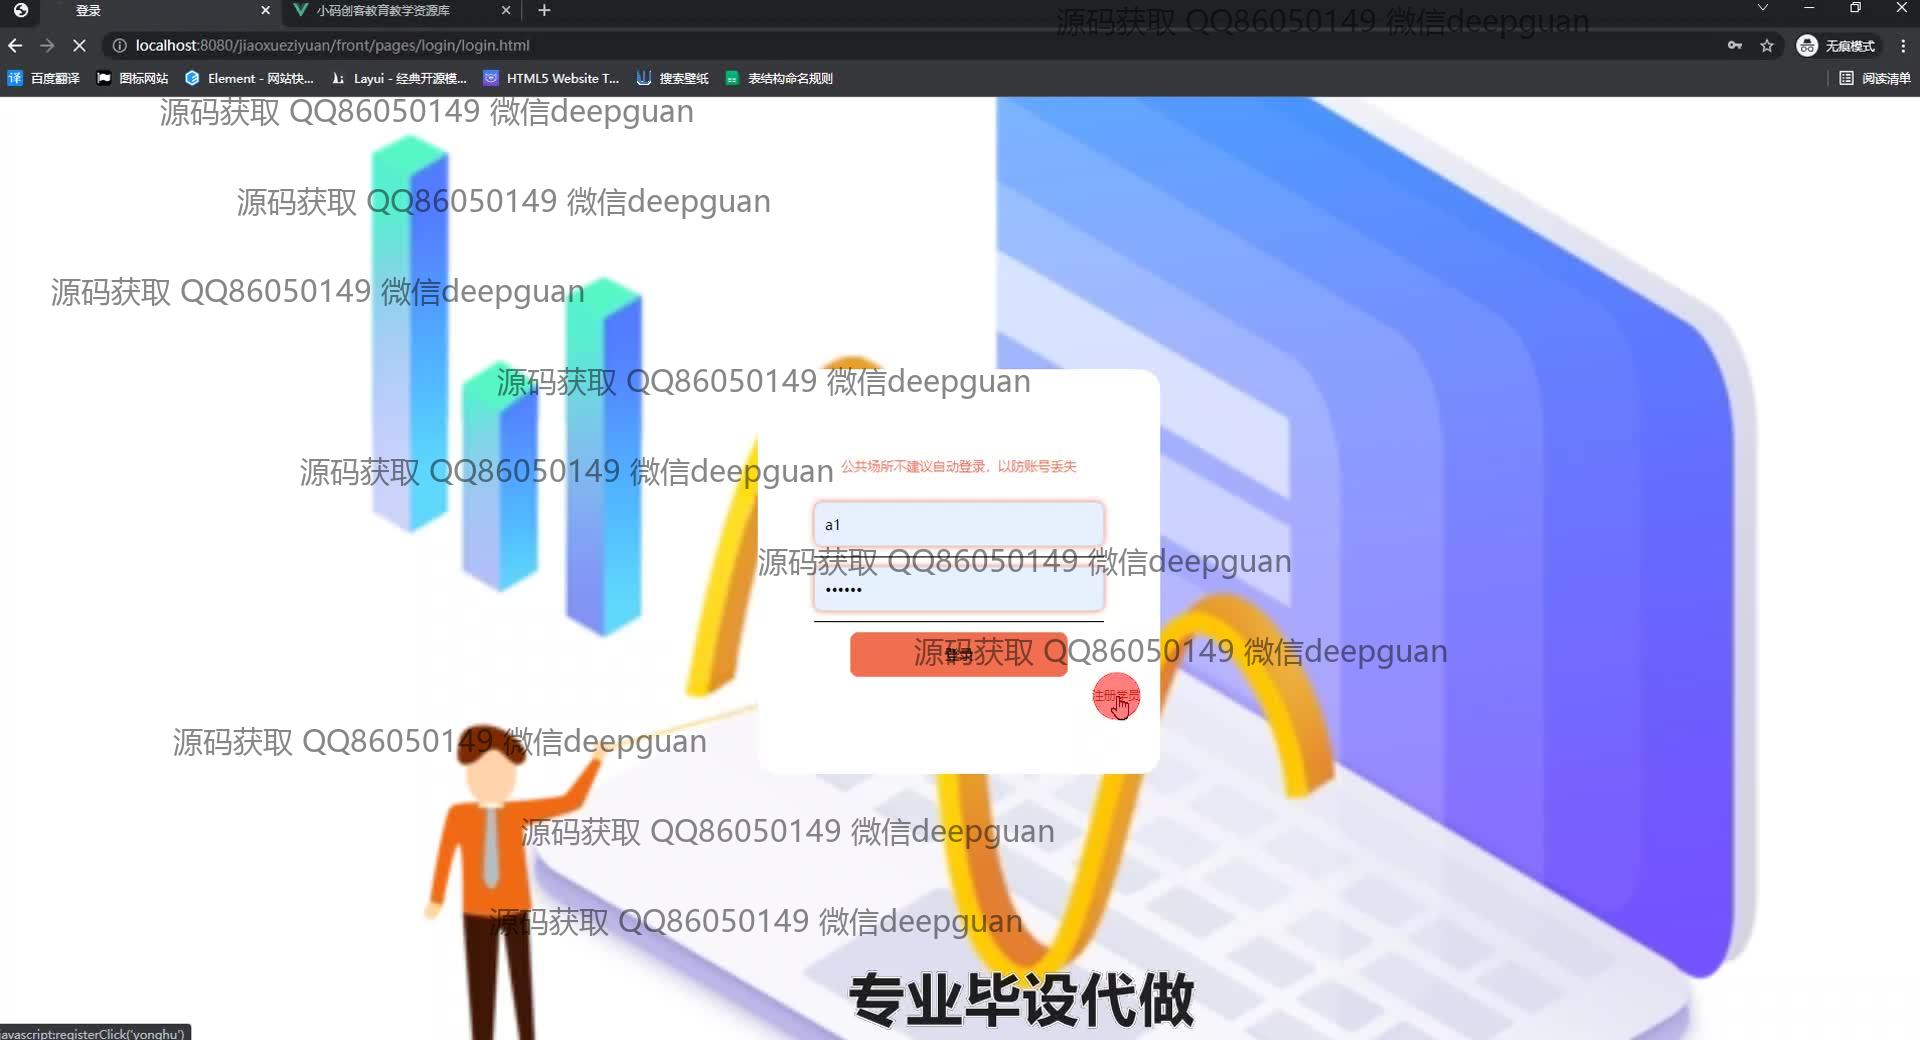 登录
小码创客教育教学资源库
源码获取 QQ86050149 微信deepguan
localhost:8080/jiaoxueziyuan/front/pages/login/login.html
无痕模式
百度翻译
图标网站
Element - 网站快...
Layui - 经典开源模...
HTML5 Website T...
搜索壁纸
表结构命名规则
阅读清单
源码获取 QQ86050149 微信deepguan
源码获取 QQ86050149 微信deepguan
源码获取 QQ86050149 微信deepguan
源码获取 QQ86050149 微信deepguan
源码获取 QQ86050149 微信deepguan
公共场所不建议自动登录，以防账号丢失
a1
源码获取 QQ86050149 微信deepguan
••••••
登录
源码获取 QQ86050149 微信deepguan
注册学员
源码获取 QQ86050149 微信deepguan
源码获取 QQ86050149 微信deepguan
源码获取 QQ86050149 微信deepguan
专业毕设代做
javascript:registerClick('yonghu')